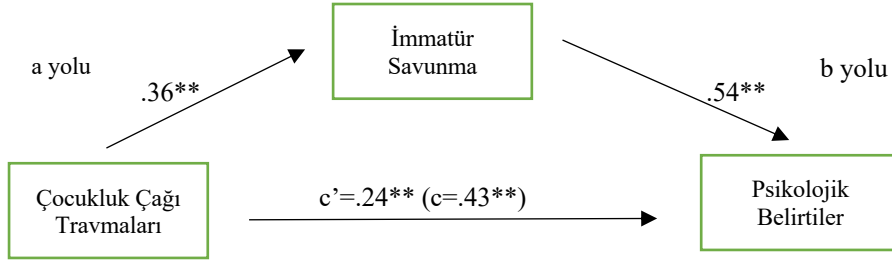 İmmatür
Savunma
a yolu
b yolu
.36**
.54**
Çocukluk Çağı
Travmaları
c’=.24** (c=.43**)
Psikolojik
Belirtiler